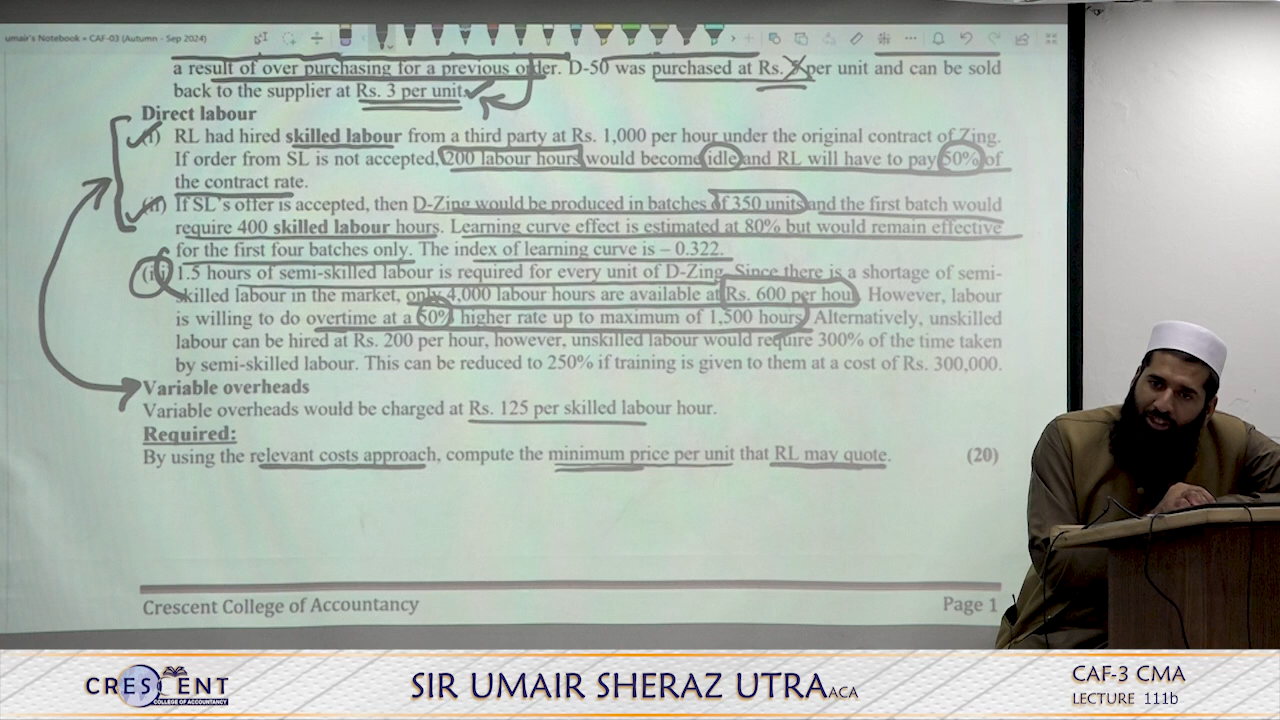 umair's Notebook » CAF-03 (Autumn - Sep 2024)
a result of over purchasing for a previous order. D-50 was purchased at Rs. per unit and can be sold
back to the supplier at Rs. 3 per unit.
Direct labour
(i) RL had hired skilled labour from a third party at Rs. 1,000 per hour under the original contract of Zing.
If order from SL is not accepted, 200 labour hours would become idle and RL will have to pay 50% of
the contract rate.
(ii) If SL's offer is accepted, then D-Zing would be produced in batches of 350 units and the first batch would
require 400 skilled labour hours. Learning curve effect is estimated at 80% but would remain effective
for the first four batches only. The index of learning curve is – 0.322.
(iii) 1.5 hours of semi-skilled labour is required for every unit of D-Zing. Since there is a shortage of semi-
skilled labour in the market, only 4,000 labour hours are available at Rs. 600 per hour. However, labour
is willing to do overtime at a 50% higher rate up to maximum of 1,500 hours. Alternatively, unskilled
labour can be hired at Rs. 200 per hour, however, unskilled labour would require 300% of the time taken
by semi-skilled labour. This can be reduced to 250% if training is given to them at a cost of Rs. 300,000.
Variable overheads
Variable overheads would be charged at Rs. 125 per skilled labour hour.
Required:
By using the relevant costs approach, compute the minimum price per unit that RL may quote. (20)
Crescent College of Accountancy Page 1
CRESCENT
COLLEGE OF ACCOUNTANCY
SIR UMAIR SHERAZ UTRA ACA
CAF-3 CMA
LECTURE 111b